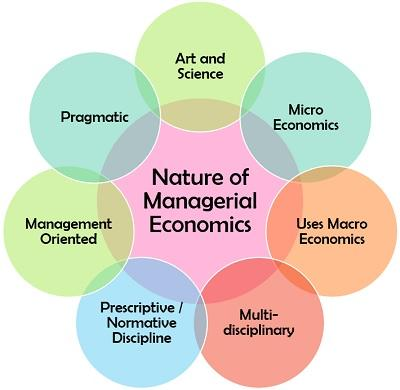 Art and
Science
Micro
Economics
Uses Macro
Economics
Multi-
disciplinary
Prescriptive /
Normative
Discipline
Management
Oriented
Pragmatic
Nature of
Managerial
Economics